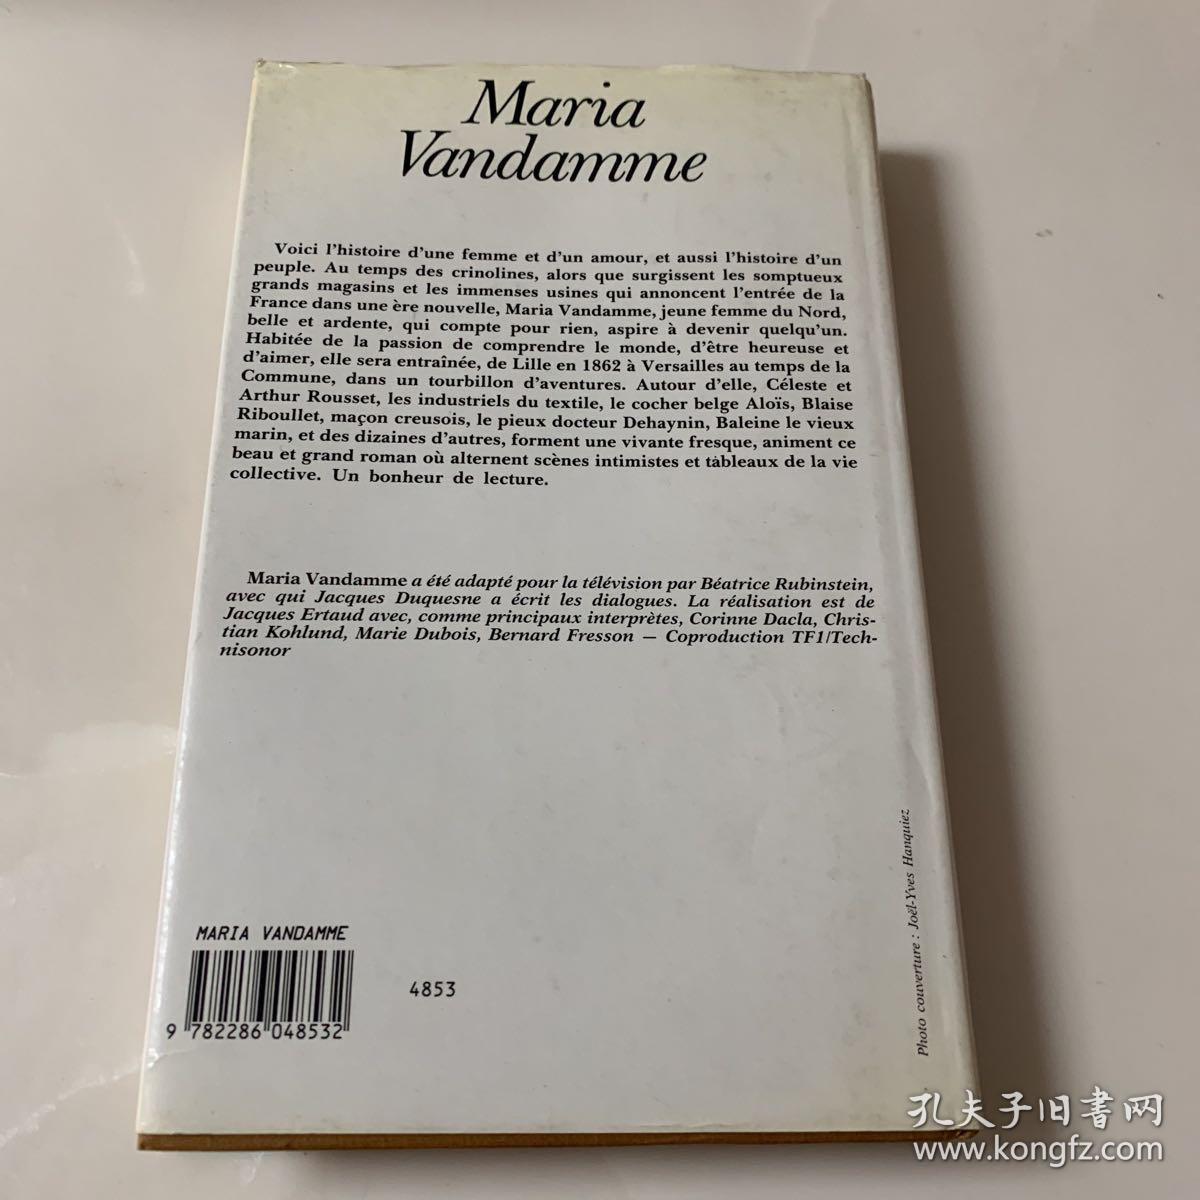 Maria
Vandamme
Voici l'histoire d'une femme et d'un amour, et aussi l'histoire d'un
peuple. Au temps des crinolines, alors que surgissent les somptueux
grands magasins et les immenses usines qui annoncent l'entrée de la
France dans une ère nouvelle, Maria Vandamme, jeune femme du Nord,
belle et ardente, qui compte pour rien, aspire à devenir quelqu'un.
Habitée de la passion de comprendre le monde, d'être heureuse et
d'aimer, elle sera entraînée, de Lille en 1862 à Versailles au temps de la
Commune, dans un tourbillon d'aventures. Autour d'elle, Céleste et
Arthur Rousset, les industriels du textile, le cocher belge Aloïs, Blaise
Riboullet, maçon creusois, le pieux docteur Dehaynin, Baleine le vieux
marin, et des dizaines d'autres, forment une vivante fresque, animent ce
beau et grand roman où alternent scènes intimistes et tableaux de la vie
collective. Un bonheur de lecture.
Maria Vandamme a été adapté pour la télévision par Béatrice Rubinstein,
avec qui Jacques Duquesne a écrit les dialogues. La réalisation est de
Jacques Ertaud avec, comme principaux interprètes, Corinne Dacla, Chris-
tian Kohlund, Marie Dubois, Bernard Fresson — Coproduction TF1/Tech-
nisonor
Photo couverture : Joël-Yves Hanquiez
MARIA VANDAMME
4853
9 782286 048532
孔夫子旧书网
www.kongfz.com